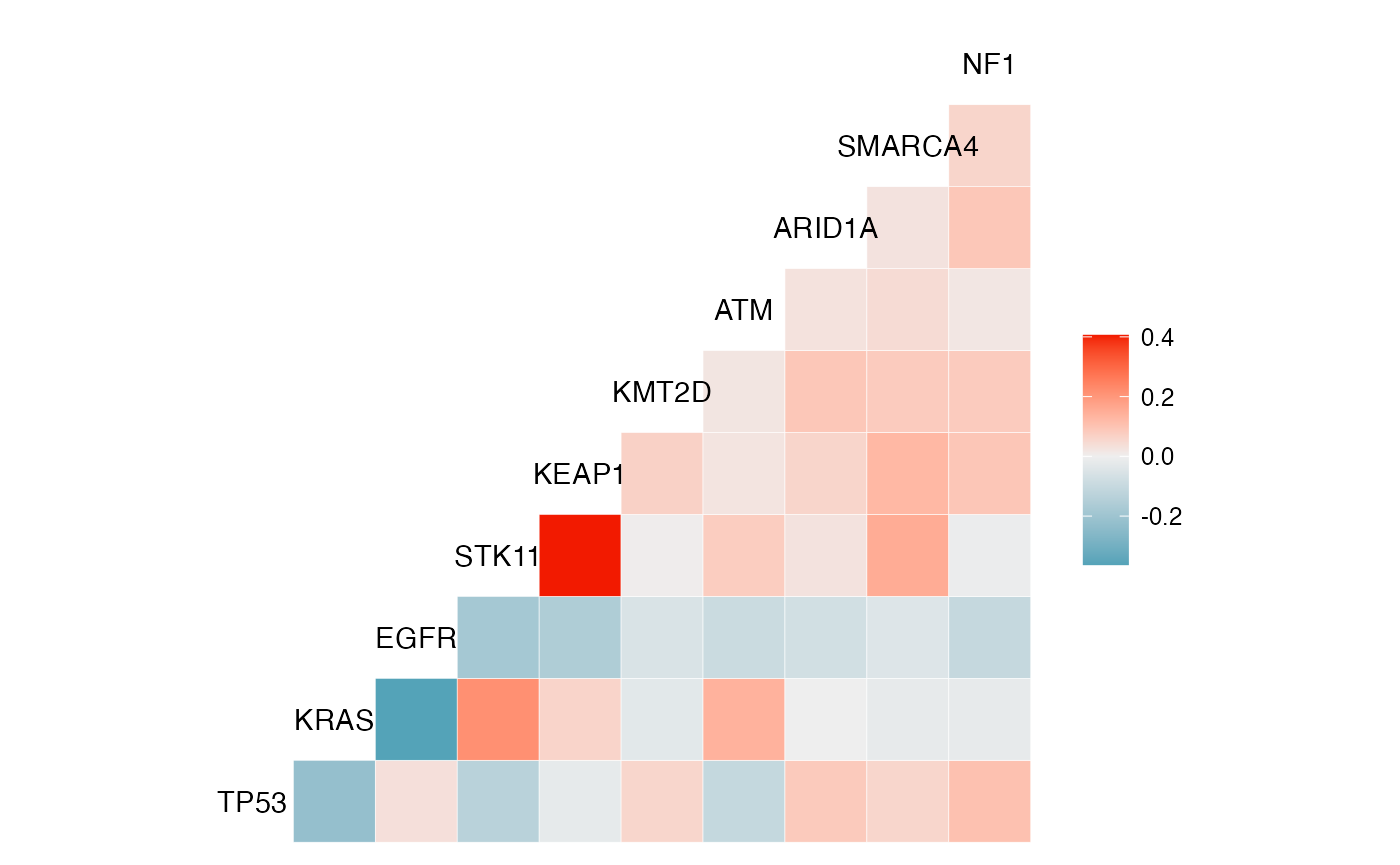 NF1
SMARCA4
ARID1A
ATM
KMT2D
KEAP1
STK11
EGFR
KRAS
TP53
0.4
0.2
0.0
-0.2